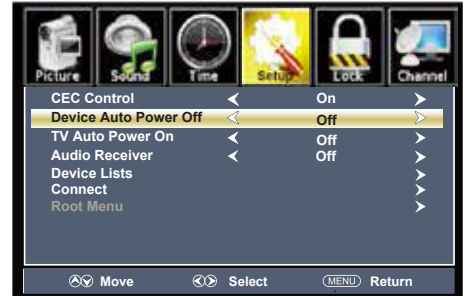 Picture Sound Time Setup Lock Channel
CEC Control On
Device Auto Power Off Off
TV Auto Power On Off
Audio Receiver Off
Device Lists
Connect
Root Menu
Move Select MENU Return